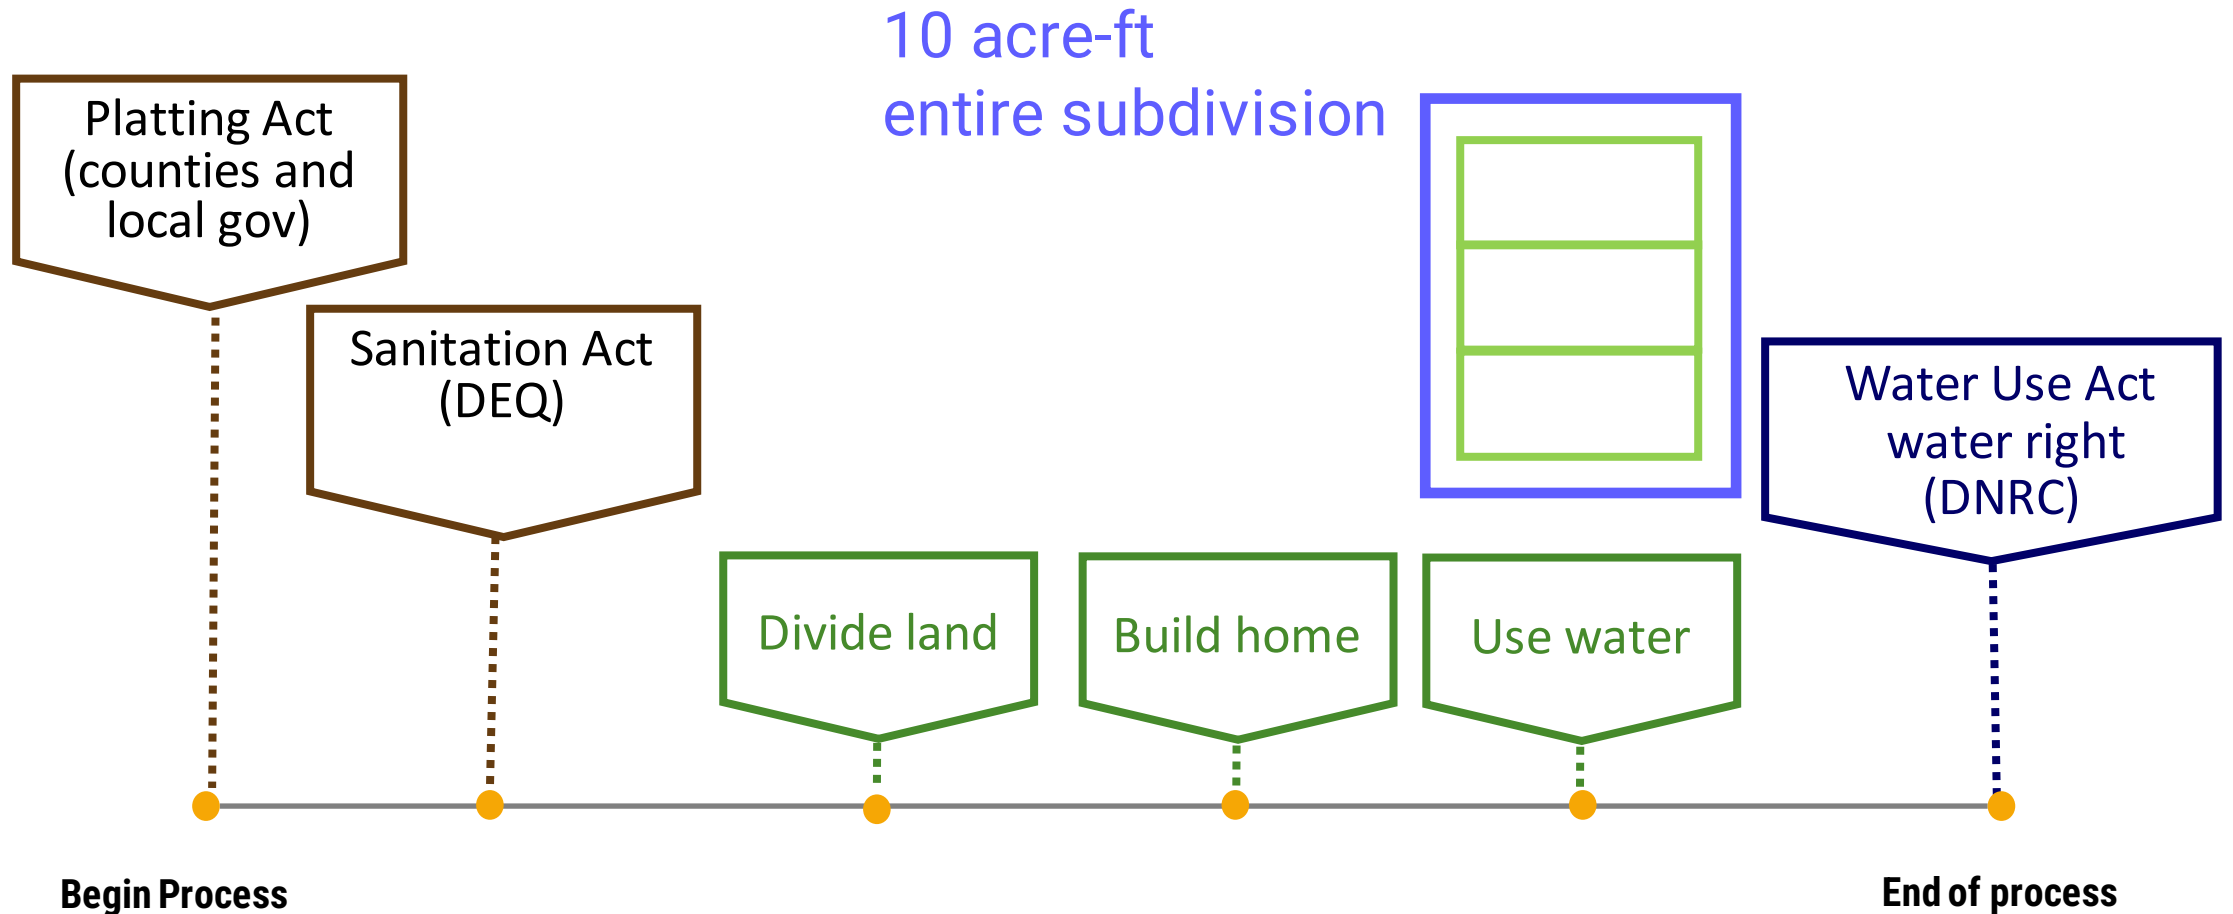 10 acre-ft
entire subdivision
Platting Act
(counties and
local gov)
Sanitation Act
(DEQ)
Water Use Act
water right
(DNRC)
Divide land
Build home
Use water
Begin Process
End of process